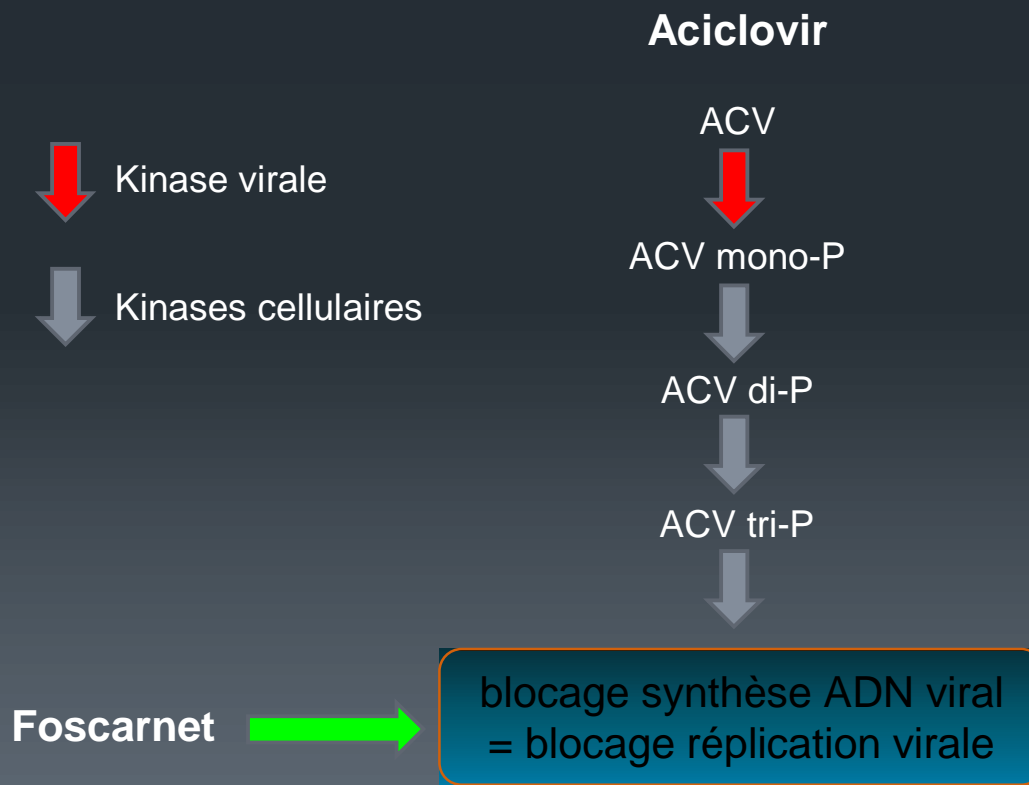 Aciclovir
ACV
Kinase virale
ACV mono-P
Kinases cellulaires
ACV di-P
ACV tri-P
blocage synthèse ADN viral
= blocage réplication virale
Foscarnet